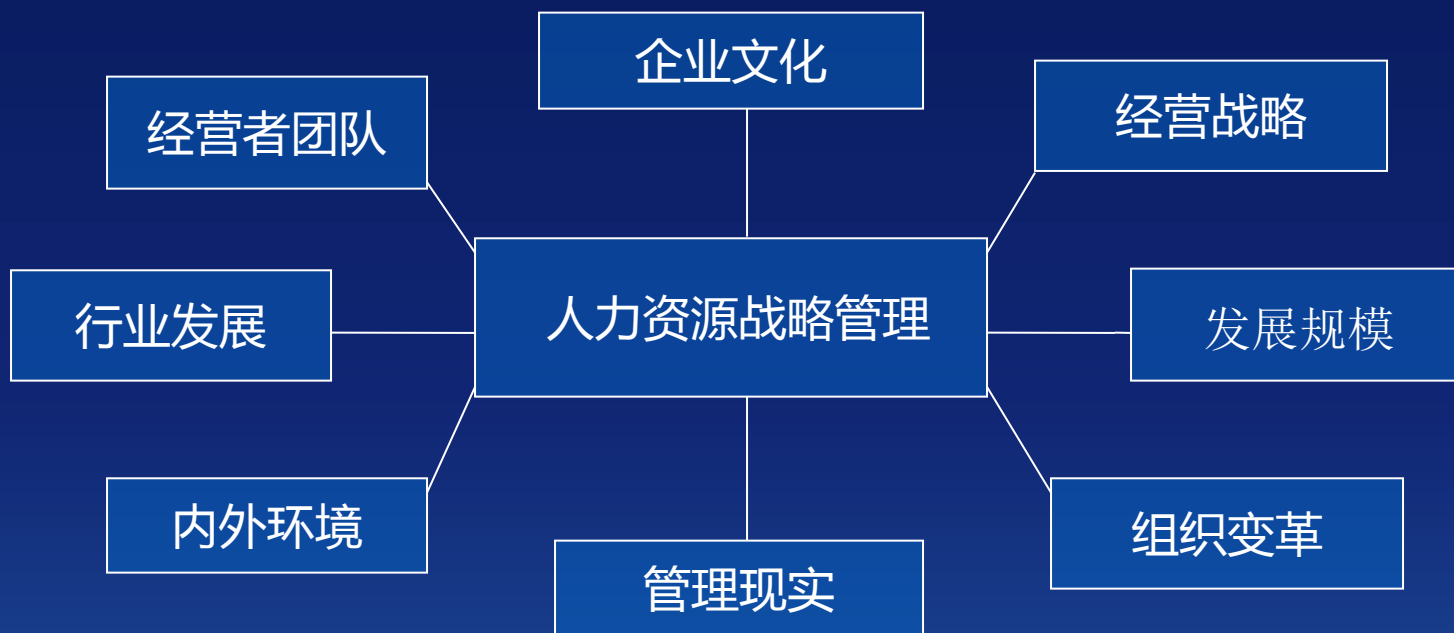 企业文化
经营者团队
经营战略
行业发展
人力资源战略管理
发展规模
内外环境
组织变革
管理现实